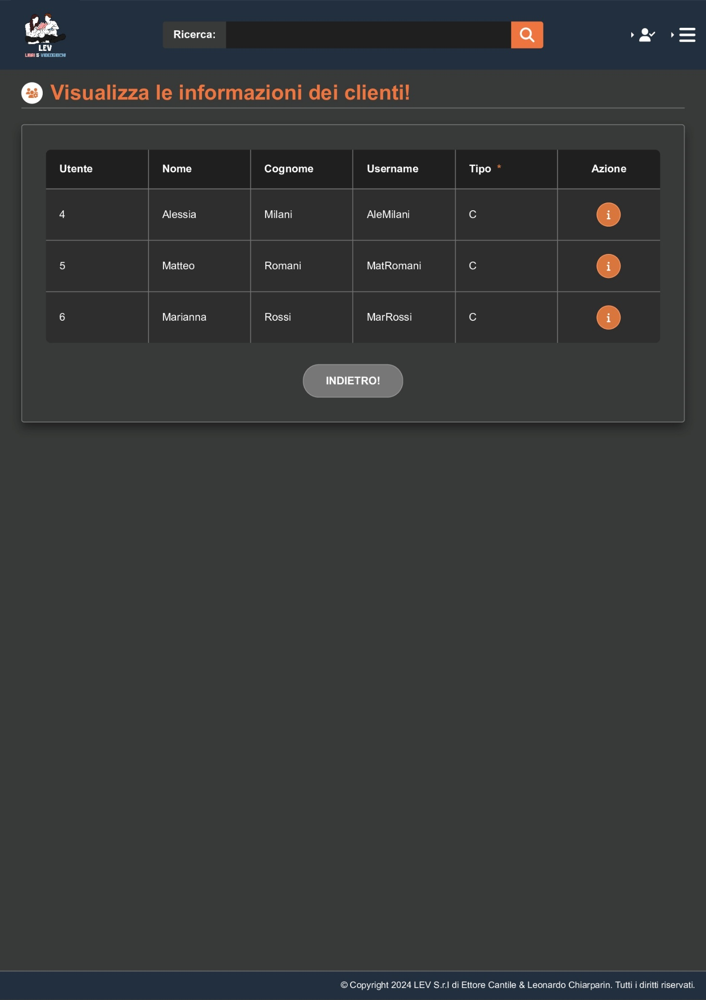 LEV
LIBRI & VIDEOGIOCHI
Ricerca:
Visualizza le informazioni dei clienti!
Utente Nome Cognome Username Tipo * Azione
4 Alessia Milani AleMilani C i
5 Matteo Romani MatRomani C i
6 Marianna Rossi MarRossi C i
INDIETRO!
© Copyright 2024 LEV S.r.l di Ettore Cantile & Leonardo Chiarparin. Tutti i diritti riservati.